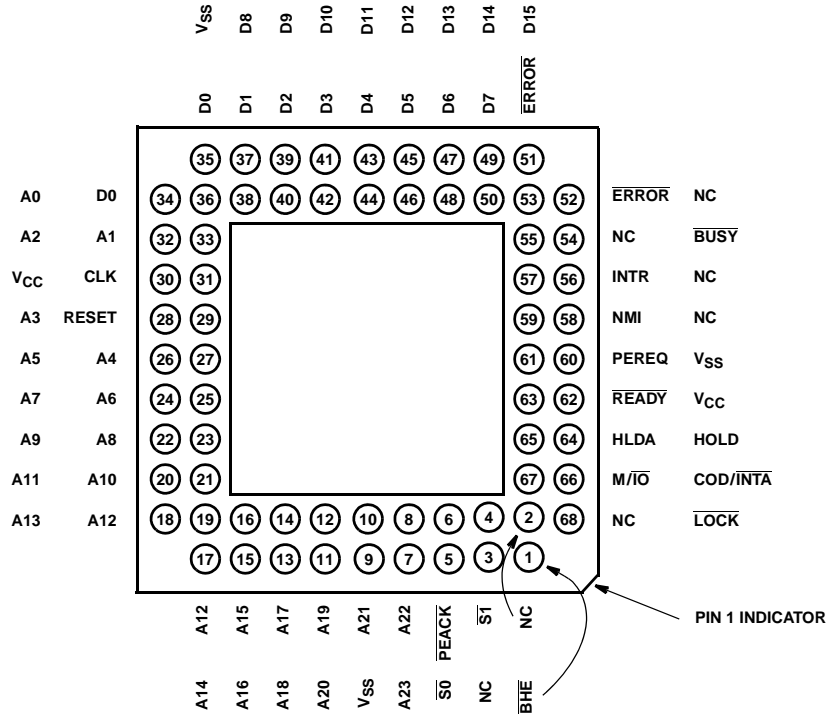 VSS D8 D9 D10 D11 D12 D13 D14 D15
D0 D1 D2 D3 D4 D5 D6 D7 ERROR
35 37 39 41 43 45 47 49 51
A0 D0 34 36 38 40 42 44 46 48 50 53 52 ERROR NC
A2 A1 32 33 55 54 NC BUSY
VCC CLK 30 31 57 56 INTR NC
A3 RESET 28 29 59 58 NMI NC
A5 A4 26 27 61 60 PEREQ VSS
A7 A6 24 25 63 62 READY VCC
A9 A8 22 23 65 64 HLDA HOLD
A11 A10 20 21 67 66 M/IO COD/INTA
A13 A12 18 19 16 14 12 10 8 6 4 2 68 NC LOCK
17 15 13 11 9 7 5 3 1
A12 A15 A17 A19 A21 A22 PEACK S1 NC
PIN 1 INDICATOR
A14 A16 A18 A20 VSS A23 S0 NC BHE